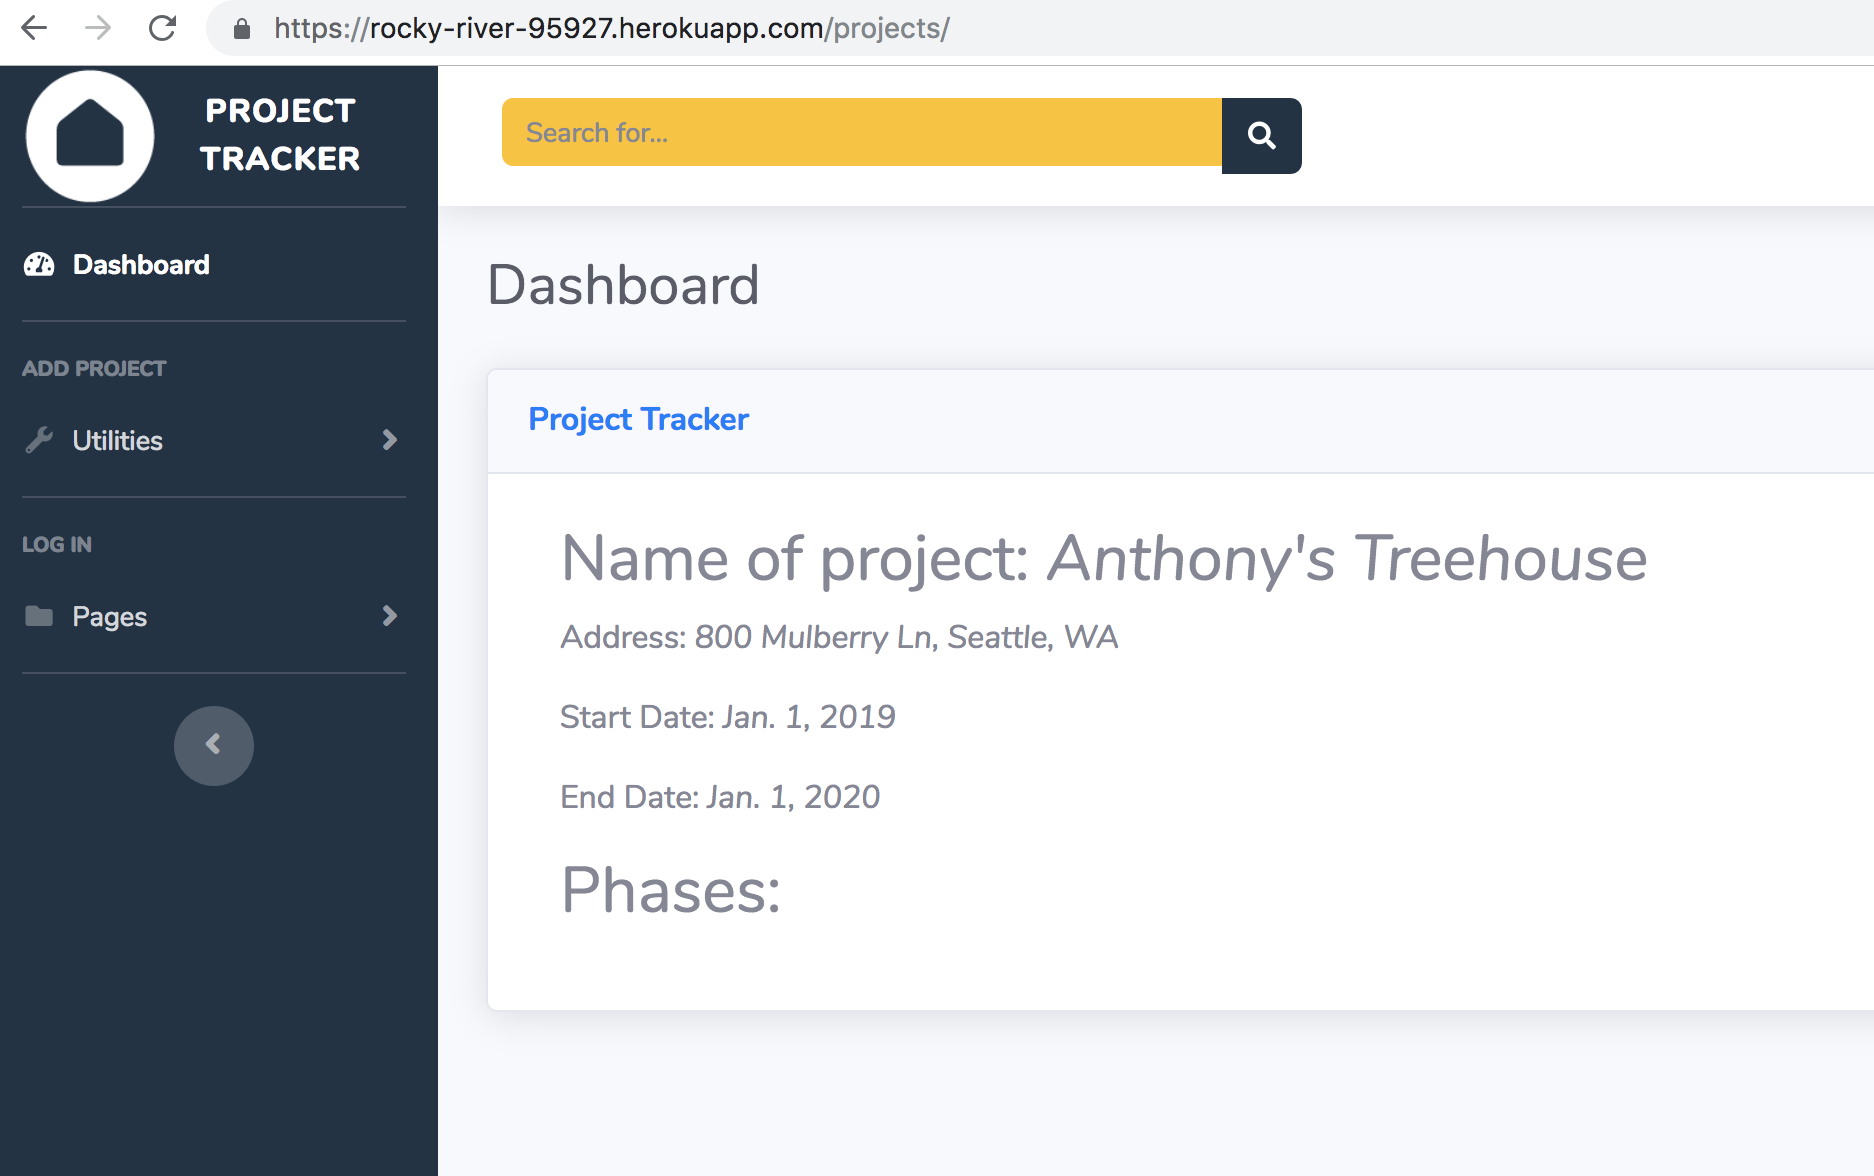 https://rocky-river-95927.herokuapp.com/projects/
PROJECT
TRACKER
Search for...
Dashboard
Dashboard
ADD PROJECT
Project Tracker
Utilities
LOG IN
Name of project: Anthony's Treehouse
Pages
Address: 800 Mulberry Ln, Seattle, WA
Start Date: Jan. 1, 2019
End Date: Jan. 1, 2020
Phases: